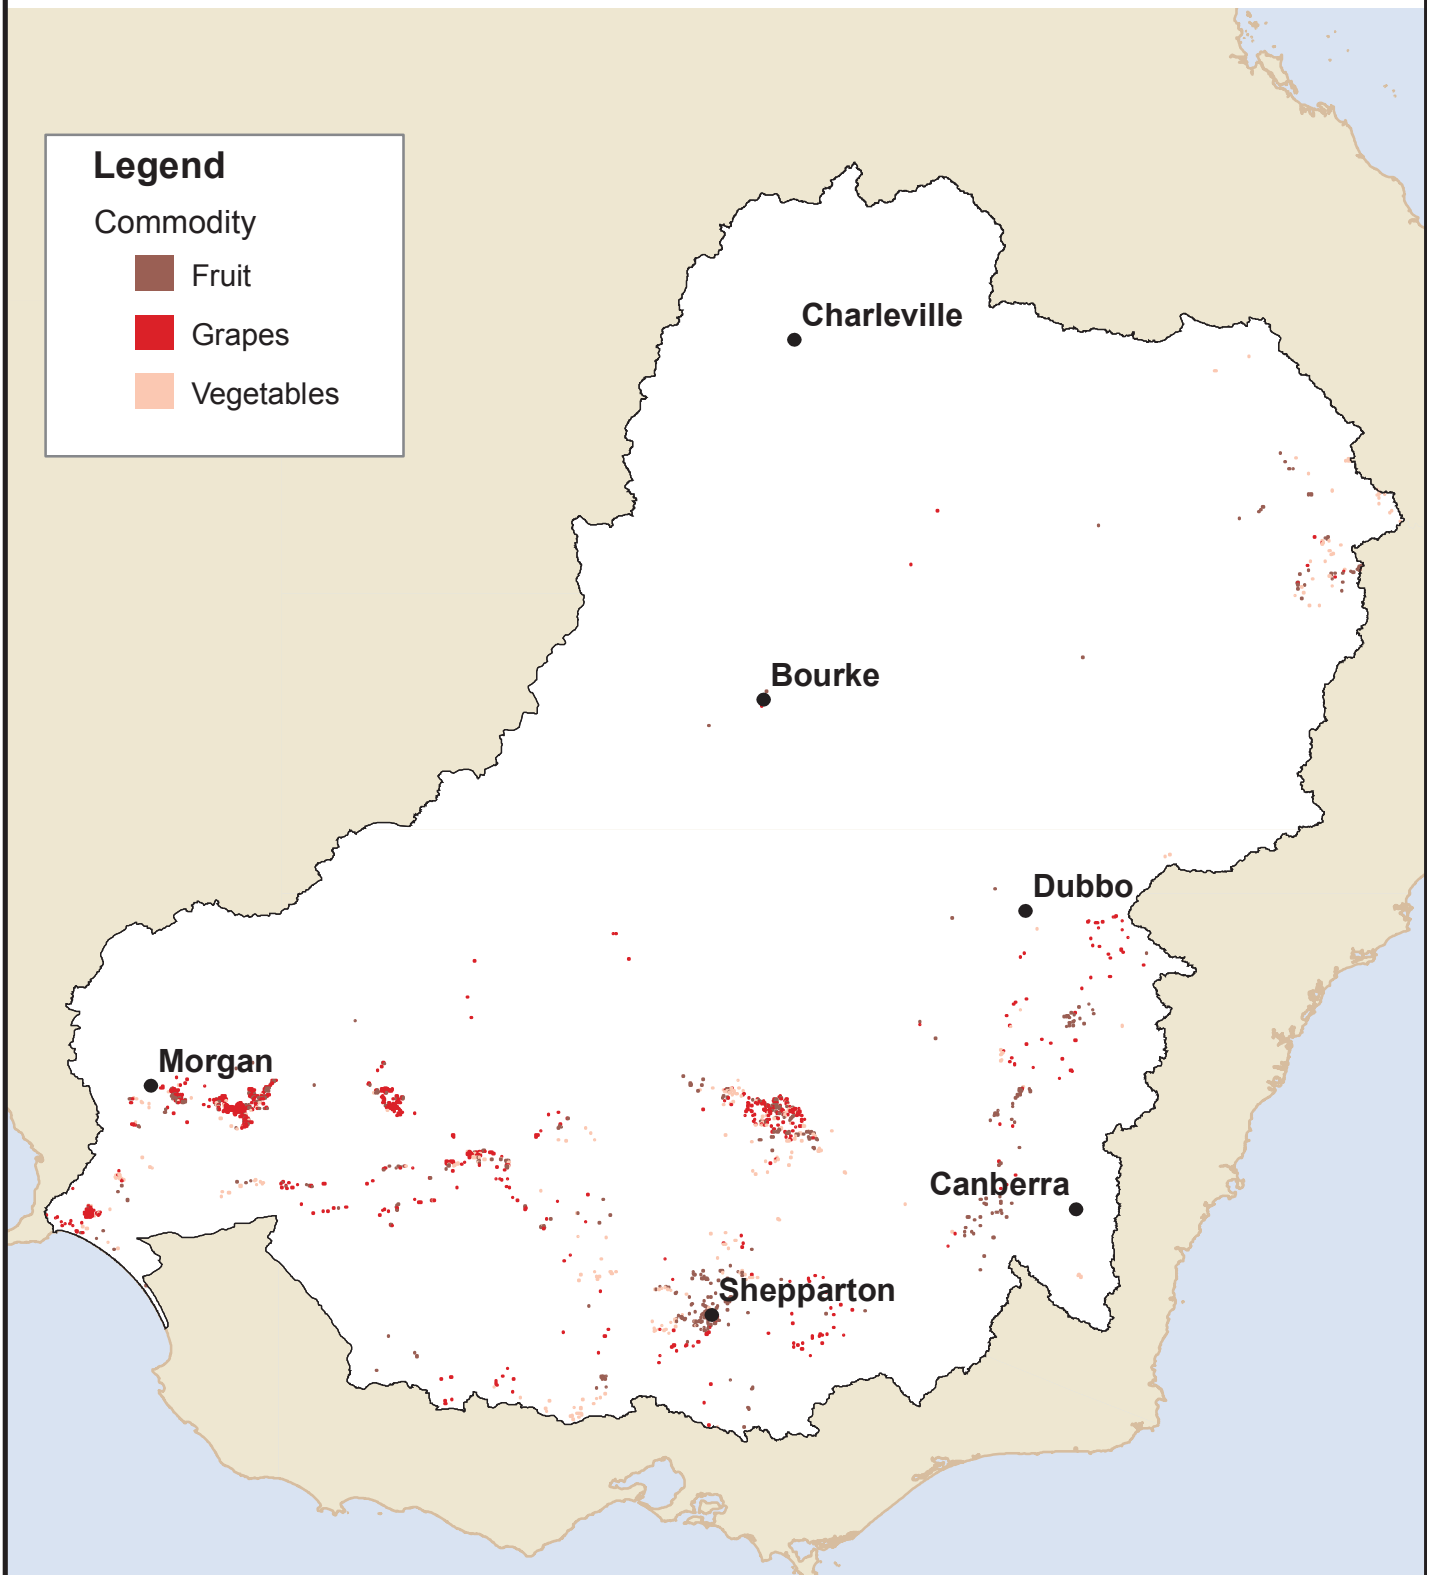 Legend
Commodity
Fruit
Grapes
Vegetables
Charleville
Bourke
Dubbo
Morgan
Canberra
Shepparton